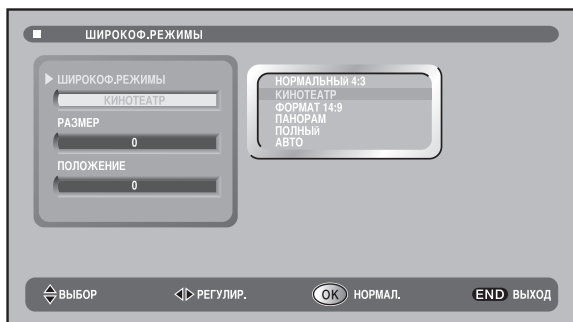 ШИРОКОФ.РЕЖИМЫ
ШИРОКОФ.РЕЖИМЫ
КИНОТЕАТР
РАЗМЕР
0
ПОЛОЖЕНИЕ
0
НОРМАЛЬНЫЙ 4:3
КИНОТЕАТР
ФОРМАТ 14:9
ПАНОРАМ
ПОЛНЫЙ
АВТО
ВЫБОР РЕГУЛИР. OK НОРМАЛ. END ВЫХОД